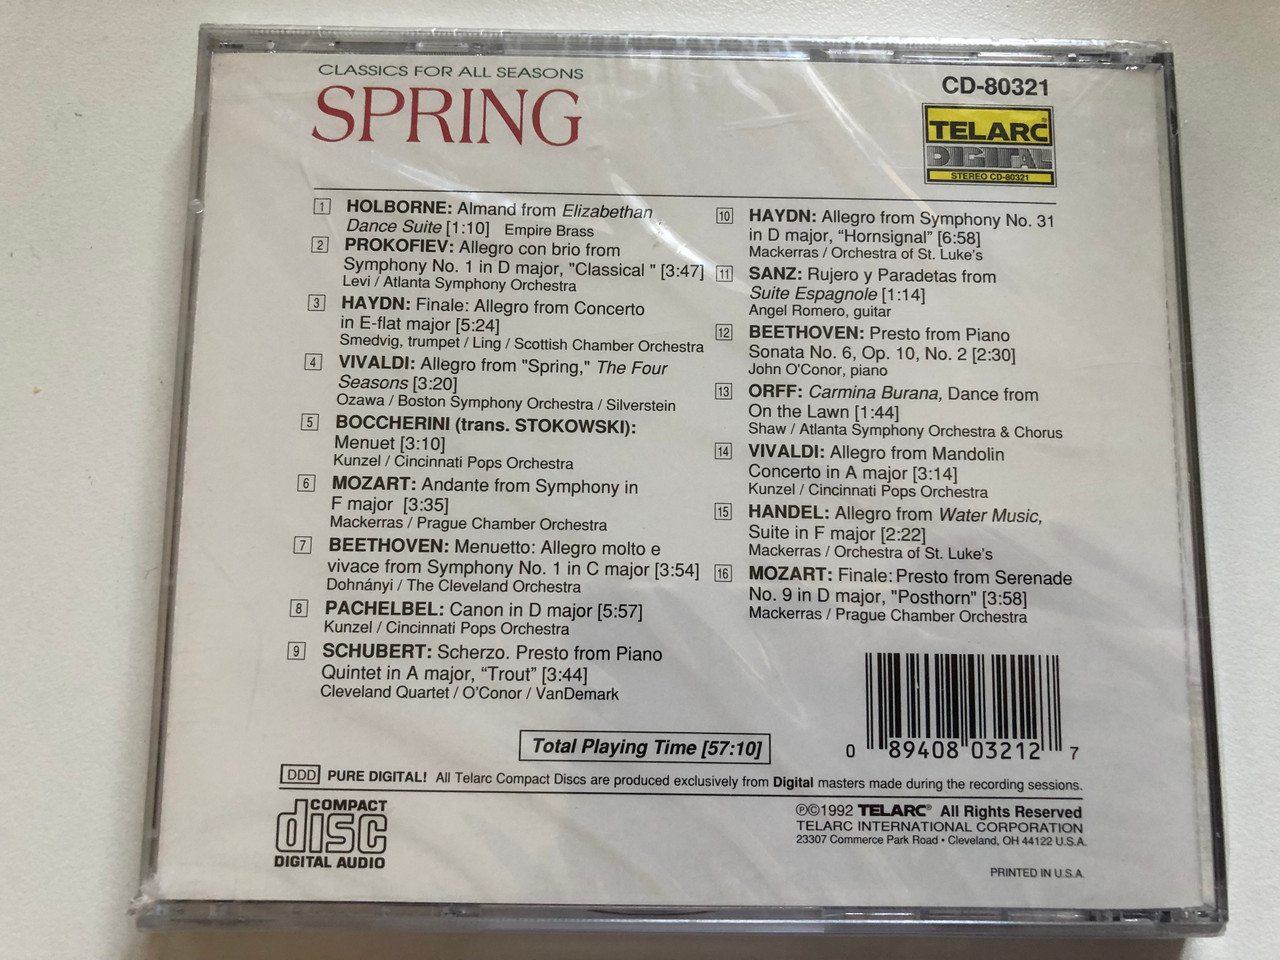 CLASSICS FOR ALL SEASONS
SPRING
CD-80321
TELARC
DIGITAL
STEREO CD-80321
1 HOLBORNE: Almand from Elizabethan
Dance Suite [1:10] Empire Brass
2 PROKOFIEV: Allegro con brio from
Symphony No. 1 in D major, "Classical " [3:47]
Levi / Atlanta Symphony Orchestra
3 HAYDN: Finale: Allegro from Concerto
in E-flat major [5:24]
Smedvig, trumpet / Ling / Scottish Chamber Orchestra
4 VIVALDI: Allegro from "Spring," The Four
Seasons [3:20]
Ozawa / Boston Symphony Orchestra / Silverstein
5 BOCCHERINI (trans. STOKOWSKI):
Menuet [3:10]
Kunzel / Cincinnati Pops Orchestra
6 MOZART: Andante from Symphony in
F major [3:35]
Mackerras / Prague Chamber Orchestra
7 BEETHOVEN: Menuetto: Allegro molto e
vivace from Symphony No. 1 in C major [3:54]
Dohnányi / The Cleveland Orchestra
8 PACHELBEL: Canon in D major [5:57]
Kunzel / Cincinnati Pops Orchestra
9 SCHUBERT: Scherzo. Presto from Piano
Quintet in A major, “Trout” [3:44]
Cleveland Quartet / O’Conor / VanDemark
10 HAYDN: Allegro from Symphony No. 31
in D major, “Hornsignal” [6:58]
Mackerras / Orchestra of St. Luke’s
11 SANZ: Rujero y Paradetas from
Suite Espagnole [1:14]
Angel Romero, guitar
12 BEETHOVEN: Presto from Piano
Sonata No. 6, Op. 10, No. 2 [2:30]
John O'Conor, piano
13 ORFF: Carmina Burana, Dance from
On the Lawn [1:44]
Shaw / Atlanta Symphony Orchestra & Chorus
14 VIVALDI: Allegro from Mandolin
Concerto in A major [3:14]
Kunzel / Cincinnati Pops Orchestra
15 HANDEL: Allegro from Water Music,
Suite in F major [2:22]
Mackerras / Orchestra of St. Luke’s
16 MOZART: Finale: Presto from Serenade
No. 9 in D major, "Posthorn" [3:58]
Mackerras / Prague Chamber Orchestra
Total Playing Time [57:10]
0 89408 03212 7
DDD PURE DIGITAL! All Telarc Compact Discs are produced exclusively from Digital masters made during the recording sessions.
COMPACT
disc
DIGITAL AUDIO
℗©1992 TELARC® All Rights Reserved
TELARC INTERNATIONAL CORPORATION
23307 Commerce Park Road • Cleveland, OH 44122 U.S.A.
PRINTED IN U.S.A.